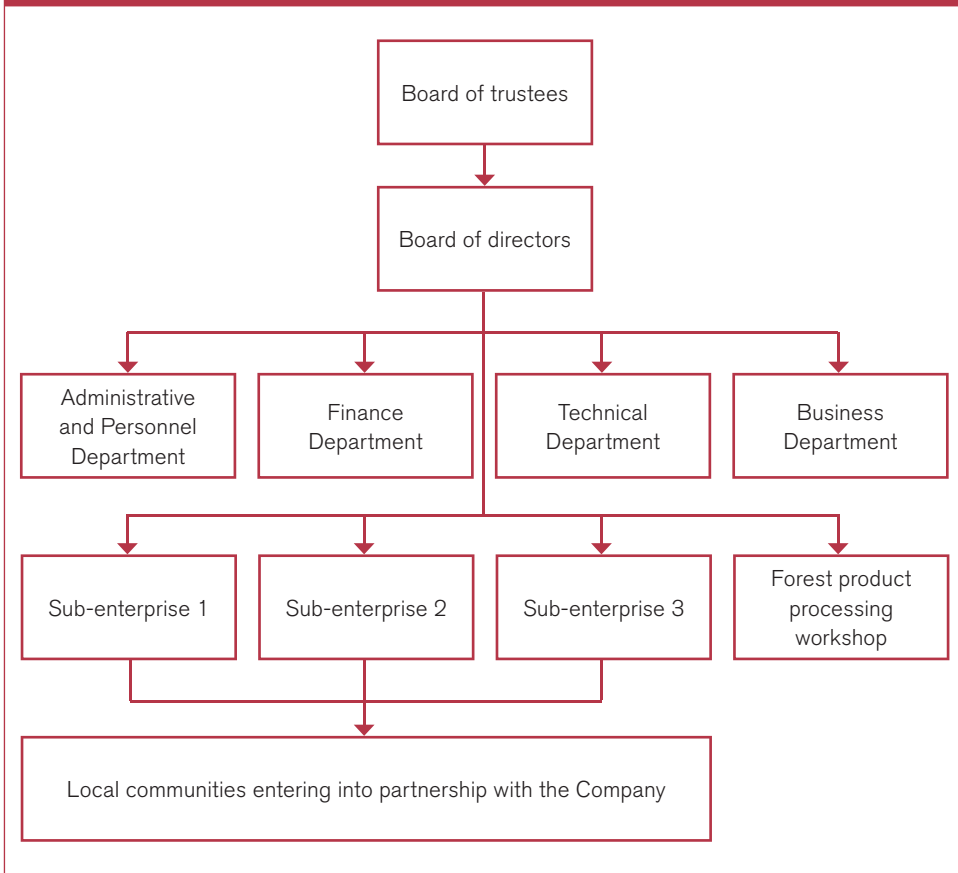 Board of trustees
Board of directors
Administrative
and Personnel
Department
Finance
Department
Technical
Department
Business
Department
Sub-enterprise 1
Sub-enterprise 2
Sub-enterprise 3
Forest product
processing
workshop
Local communities entering into partnership with the Company